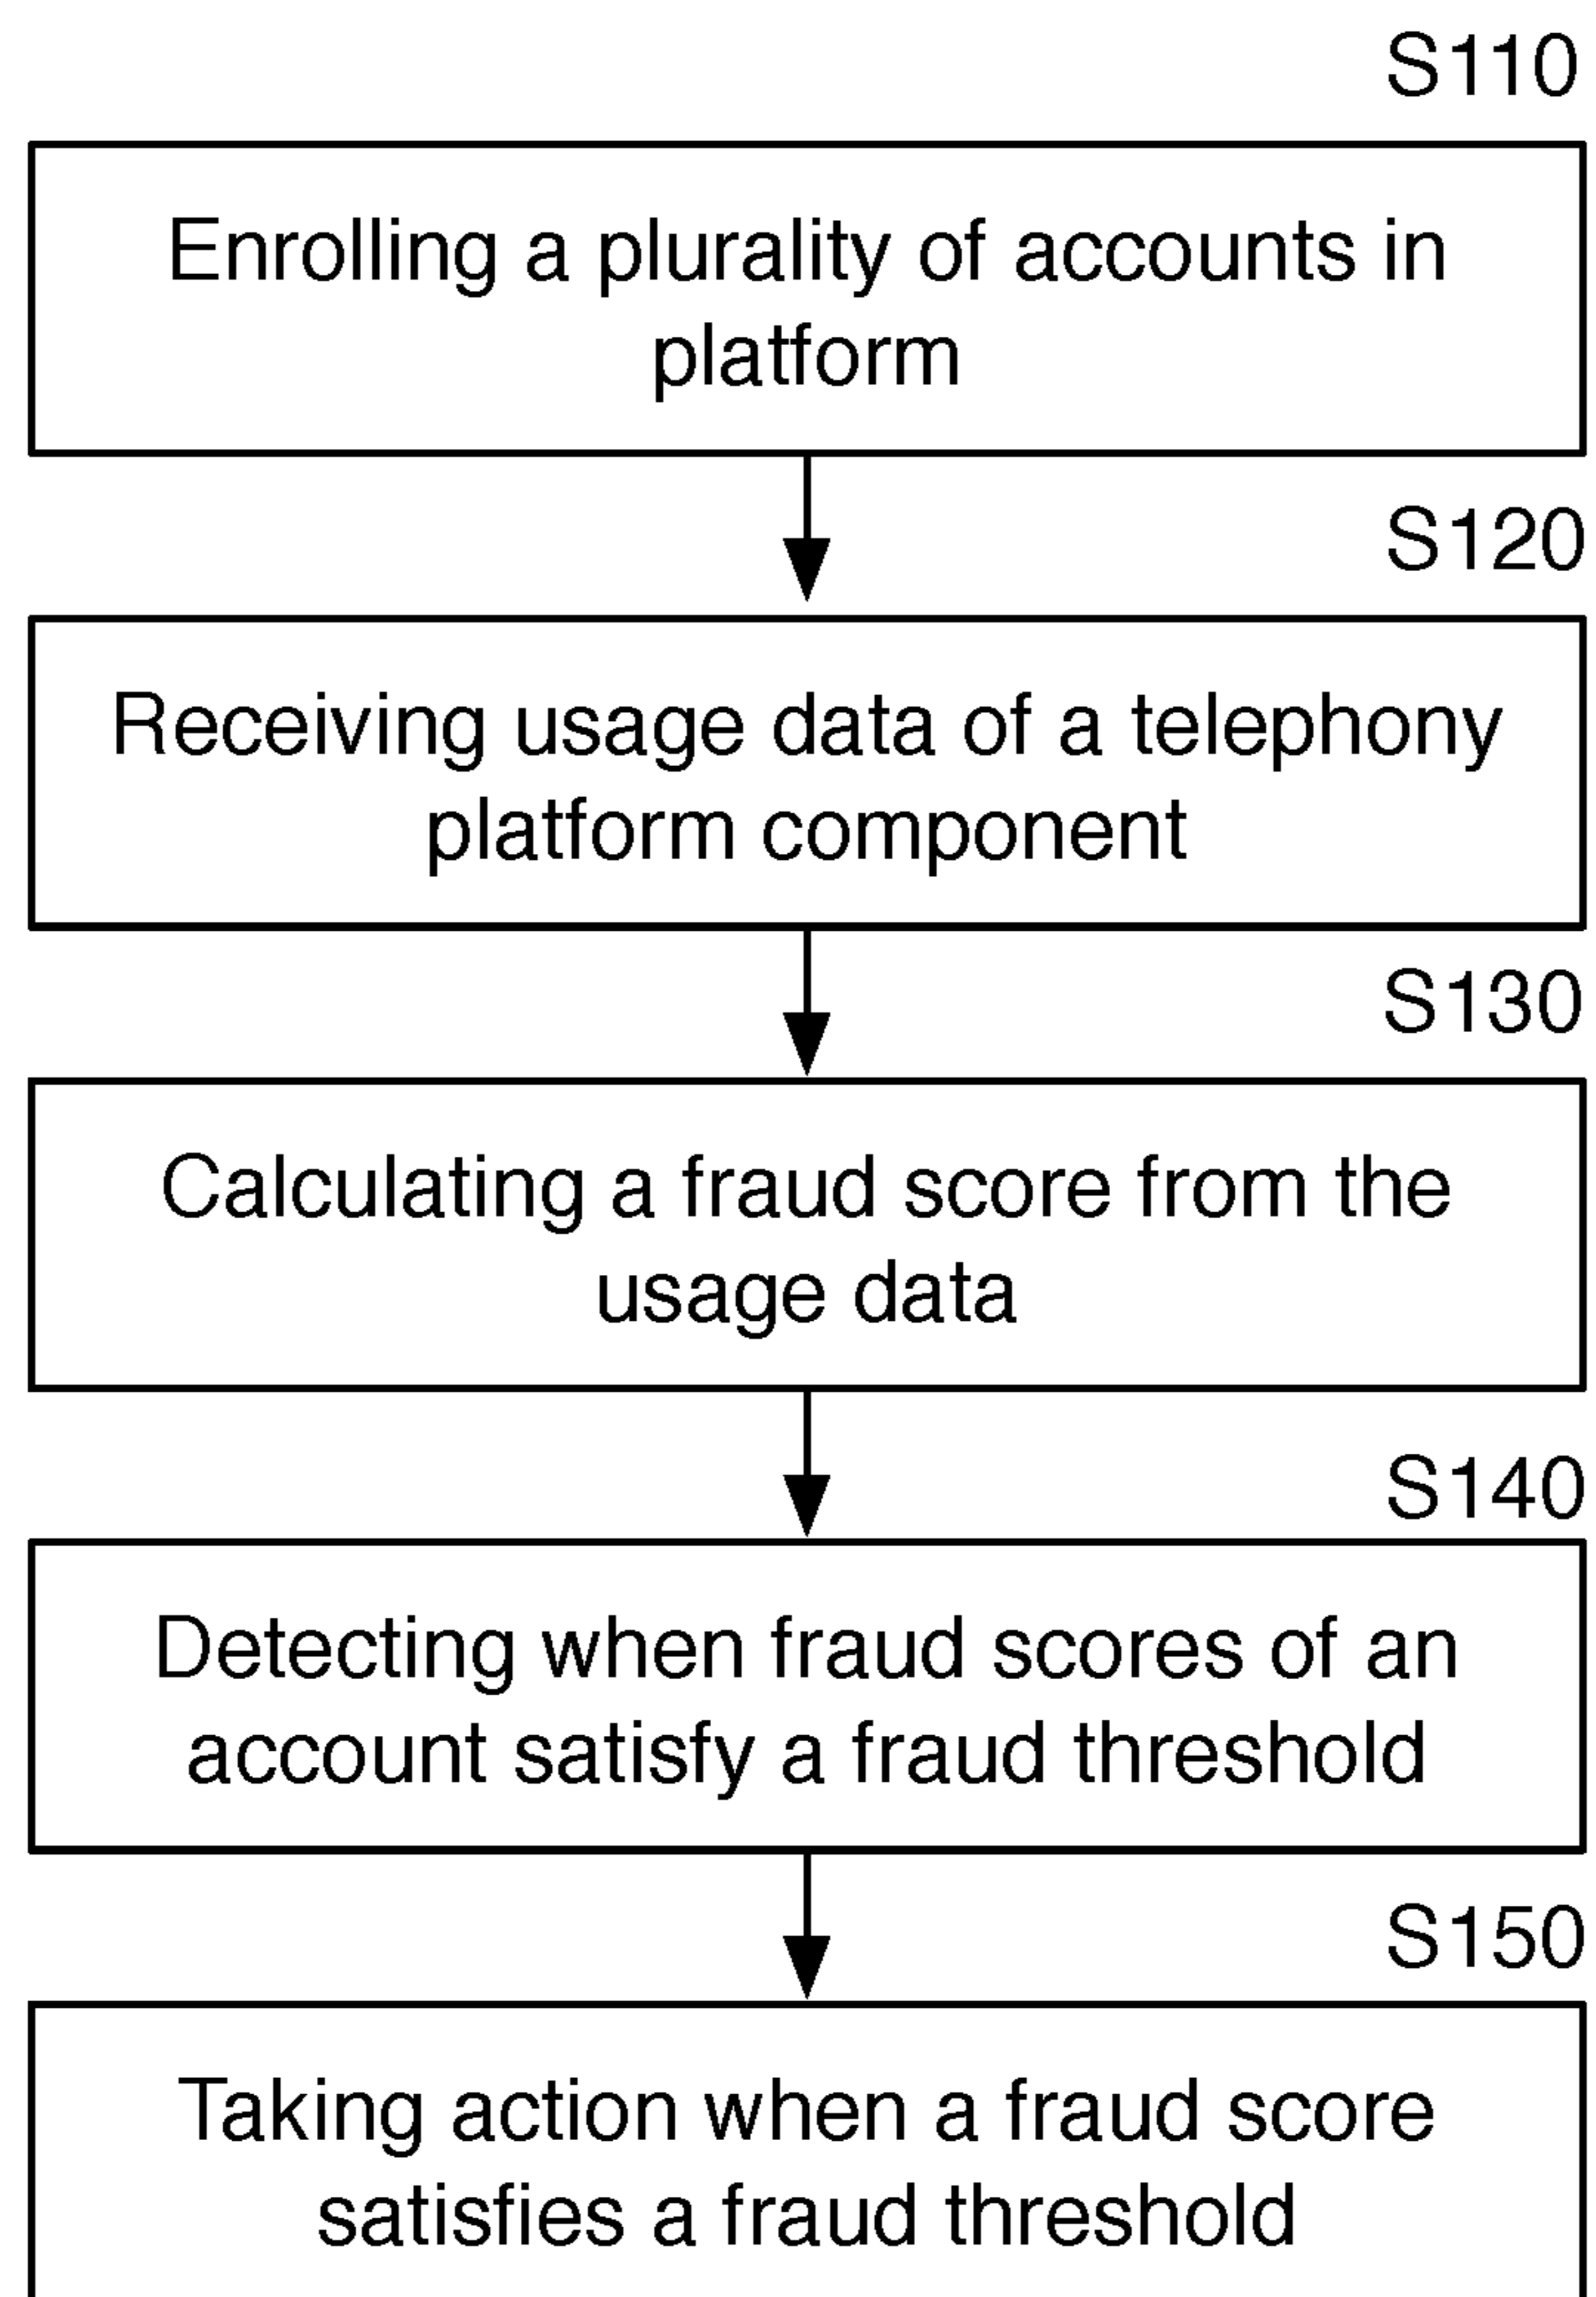 S110
Enrolling a plurality of accounts in
platform
S120
Receiving usage data of a telephony
platform component
S130
Calculating a fraud score from the
usage data
S140
Detecting when fraud scores of an
account satisfy a fraud threshold
S150
Taking action when a fraud score
satisfies a fraud threshold